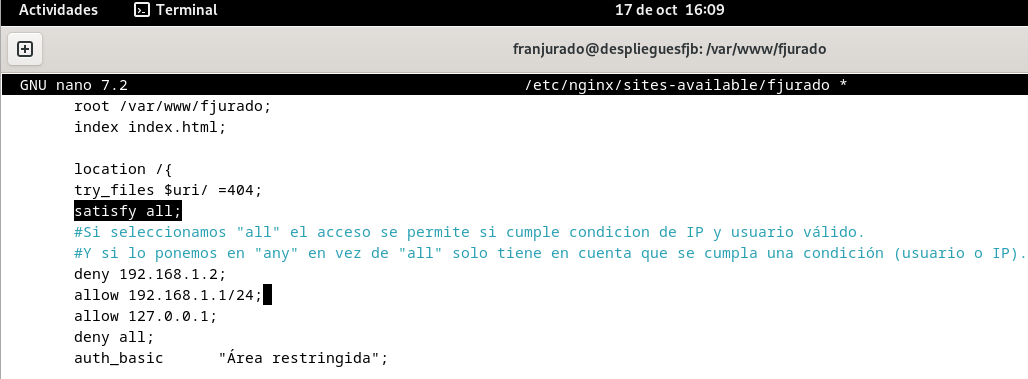 Actividades Terminal 17 de oct 16:09
franjurado@desplieguesfjb: /var/www/fjurado
GNU nano 7.2 /etc/nginx/sites-available/fjurado *
root /var/www/fjurado;
index index.html;
location /{
try_files $uri/ =404;
satisfy all;
#Si seleccionamos "all" el acceso se permite si cumple condicion de IP y usuario válido.
#Y si lo ponemos en "any" en vez de "all" solo tiene en cuenta que se cumpla una condición (usuario o IP).
deny 192.168.1.2;
allow 192.168.1.1/24;
allow 127.0.0.1;
deny all;
auth_basic "Área restringida";